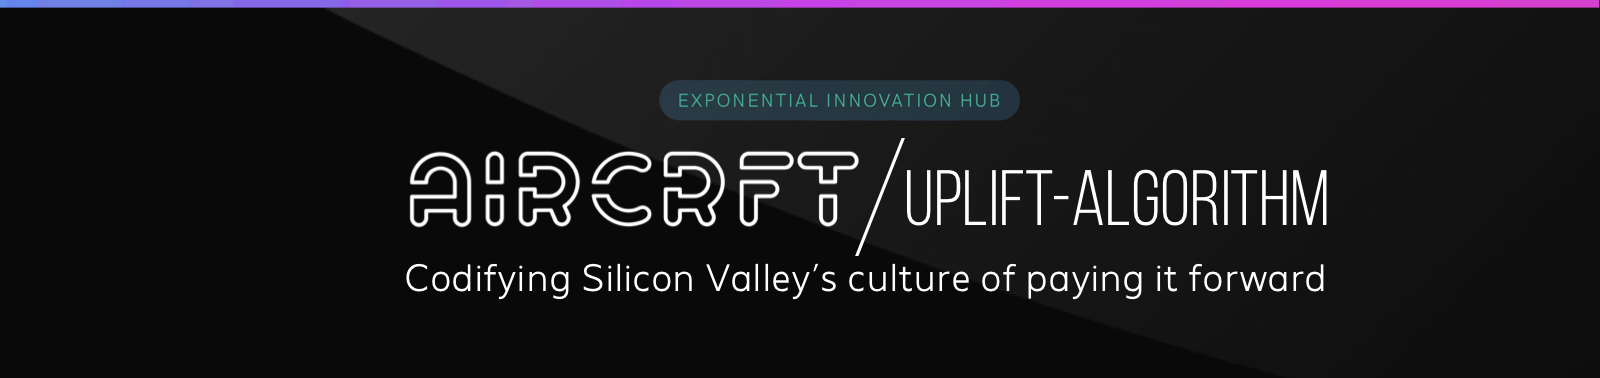 EXPONENTIAL INNOVATION HUB
AIRCRFT/UPLIFT-ALGORITHM
Codifying Silicon Valley’s culture of paying it forward